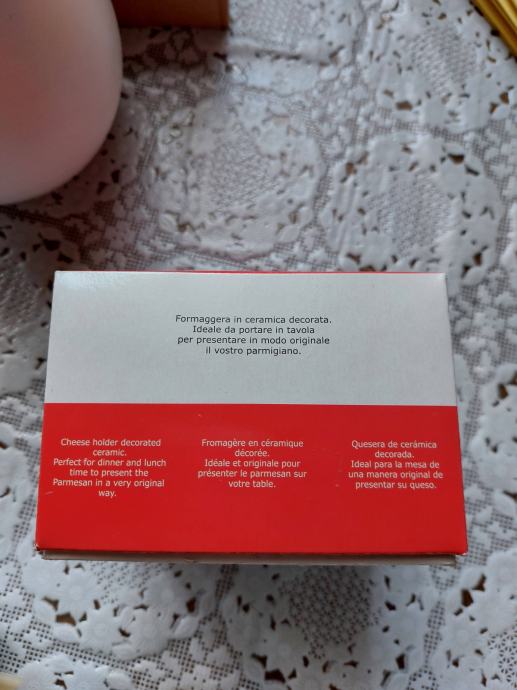 Formaggera in ceramica decorata.
Ideale da portare in tavola
per presentare in modo originale
il vostro parmigiano.
Cheese holder decorated
ceramic.
Perfect for dinner and lunch
time to present the
Parmesan in a very original
way.
Fromagère en céramique
décorée.
Idéale et originale pour
présenter le parmesan sur
votre table.
Quesera de cerámica
decorada.
Ideal para la mesa de
una manera original de
presentar su queso.